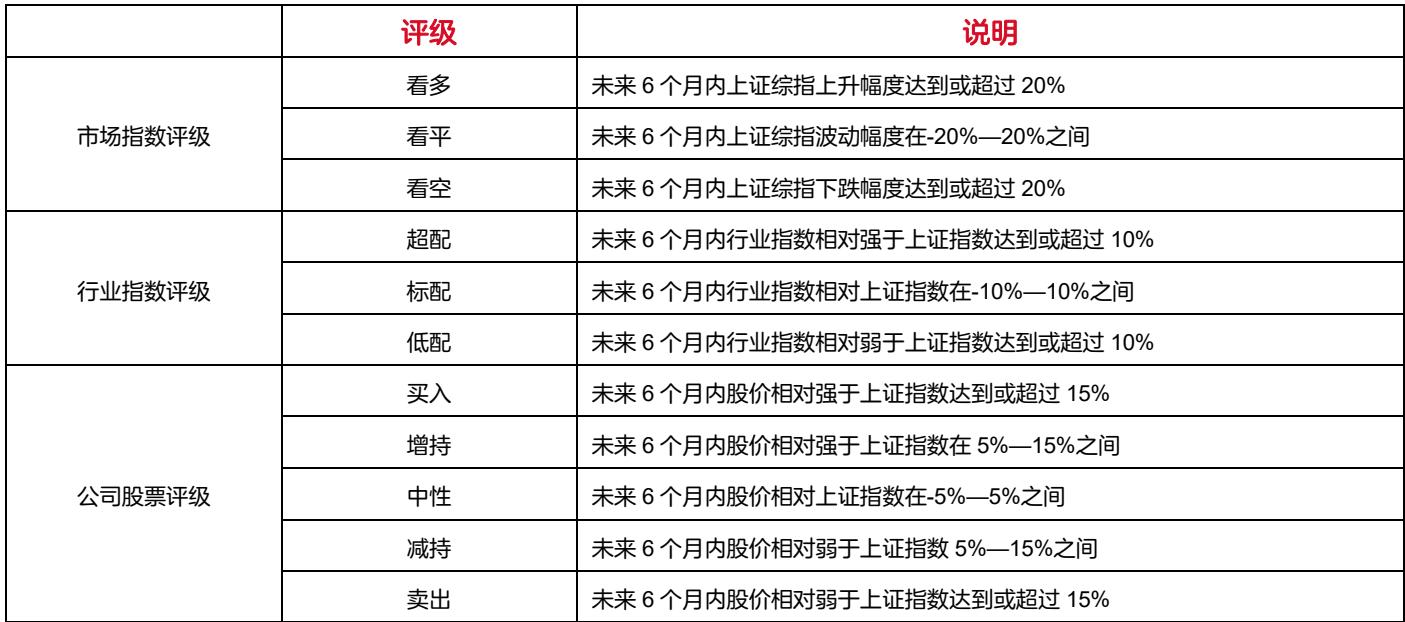 评级 说明
看多 未来 6 个月内上证综指上升幅度达到或超过 20%
市场指数评级 看平 未来 6 个月内上证综指波动幅度在-20%—20%之间
看空 未来 6 个月内上证综指下跌幅度达到或超过 20%
超配 未来 6 个月内行业指数相对强于上证指数达到或超过 10%
行业指数评级 标配 未来 6 个月内行业指数相对上证指数在-10%—10%之间
低配 未来 6 个月内行业指数相对弱于上证指数达到或超过 10%
买入 未来 6 个月内股价相对强于上证指数达到或超过 15%
增持 未来 6 个月内股价相对强于上证指数在 5%—15%之间
公司股票评级 中性 未来 6 个月内股价相对上证指数在-5%—5%之间
减持 未来 6 个月内股价相对弱于上证指数 5%—15%之间
卖出 未来 6 个月内股价相对弱于上证指数达到或超过 15%